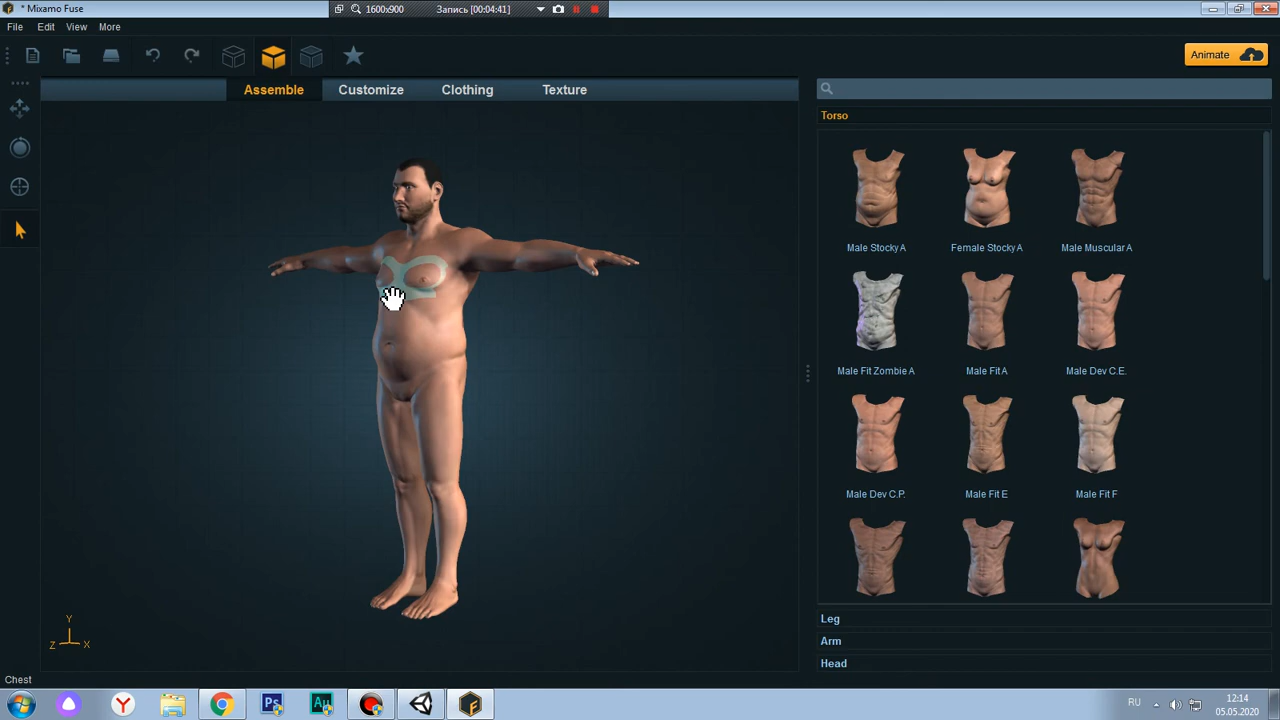 * Mixamo Fuse
1600x900
Запись [00:04:41]
File Edit View More
Animate
Assemble Customize Clothing Texture
Torso
Male Stocky A Female Stocky A Male Muscular A
Male Fit Zombie A Male Fit A Male Dev C.E.
Male Dev C.P. Male Fit E Male Fit F
Leg
Arm
Head
Y
Z X
Chest
Ps
Au
RU
12:14
05.05.2020